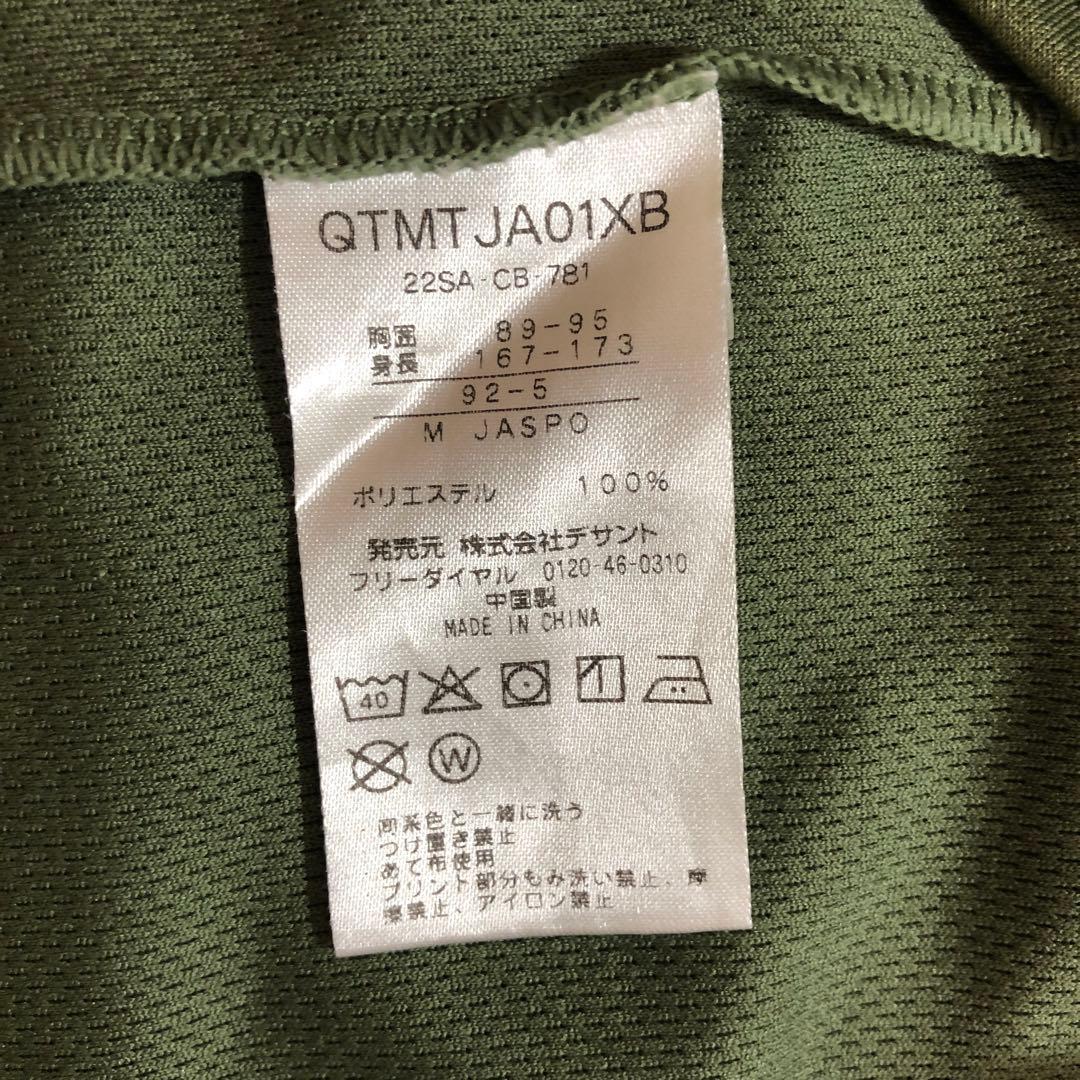 QTMTJA01XB
22SA-CB-781
胸囲 89-95
身長 167-173
92-5
M JASPO
ポリエステル 100%
発売元 株式会社デサント
フリーダイヤル 0120-46-0310
中国製
MADE IN CHINA
40
W
同系色と一緒に洗う
つけ置き禁止
あて布使用
プリント部分もみ洗い禁止、摩
擦禁止、アイロン禁止